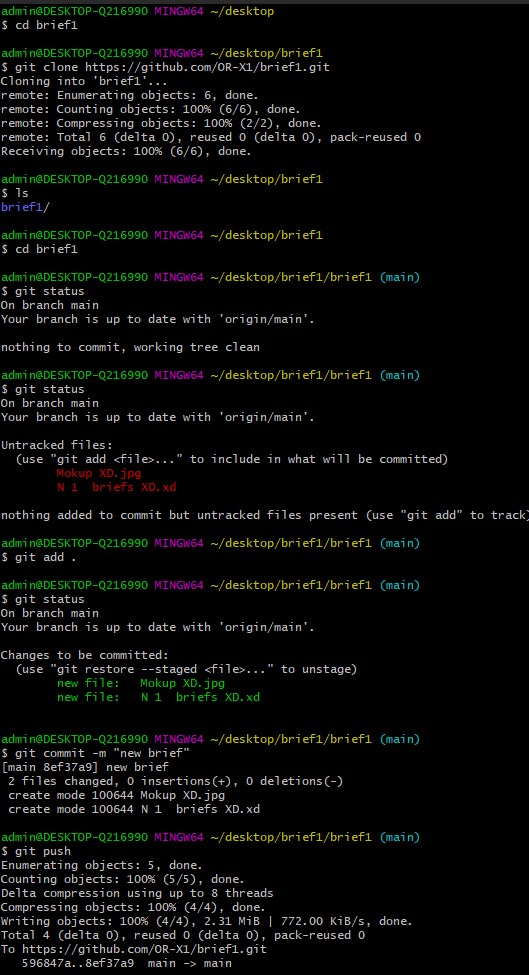 admin@DESKTOP-Q216990 MINGW64 ~/desktop
$ cd brief1
admin@DESKTOP-Q216990 MINGW64 ~/desktop/brief1
$ git clone https://github.com/OR-X1/brief1.git
Cloning into 'brief1'...
remote: Enumerating objects: 6, done.
remote: Counting objects: 100% (6/6), done.
remote: Compressing objects: 100% (2/2), done.
remote: Total 6 (delta 0), reused 0 (delta 0), pack-reused 0
Receiving objects: 100% (6/6), done.
admin@DESKTOP-Q216990 MINGW64 ~/desktop/brief1
$ ls
brief1/
admin@DESKTOP-Q216990 MINGW64 ~/desktop/brief1
$ cd brief1
admin@DESKTOP-Q216990 MINGW64 ~/desktop/brief1/brief1 (main)
$ git status
On branch main
Your branch is up to date with 'origin/main'.
nothing to commit, working tree clean
admin@DESKTOP-Q216990 MINGW64 ~/desktop/brief1/brief1 (main)
$ git status
On branch main
Your branch is up to date with 'origin/main'.
Untracked files:
  (use "git add <file>..." to include in what will be committed)
        Mokup XD.jpg
        N 1  briefs XD.xd
nothing added to commit but untracked files present (use "git add" to track)
admin@DESKTOP-Q216990 MINGW64 ~/desktop/brief1/brief1 (main)
$ git add .
admin@DESKTOP-Q216990 MINGW64 ~/desktop/brief1/brief1 (main)
$ git status
On branch main
Your branch is up to date with 'origin/main'.
Changes to be committed:
  (use "git restore --staged <file>..." to unstage)
        new file:   Mokup XD.jpg
        new file:   N 1  briefs XD.xd
admin@DESKTOP-Q216990 MINGW64 ~/desktop/brief1/brief1 (main)
$ git commit -m "new brief"
[main 8ef37a9] new brief
 2 files changed, 0 insertions(+), 0 deletions(-)
 create mode 100644 Mokup XD.jpg
 create mode 100644 N 1  briefs XD.xd
admin@DESKTOP-Q216990 MINGW64 ~/desktop/brief1/brief1 (main)
$ git push
Enumerating objects: 5, done.
Counting objects: 100% (5/5), done.
Delta compression using up to 8 threads
Compressing objects: 100% (4/4), done.
Writing objects: 100% (4/4), 2.31 MiB | 772.00 KiB/s, done.
Total 4 (delta 0), reused 0 (delta 0), pack-reused 0
To https://github.com/OR-X1/brief1.git
   596847a..8ef37a9  main -> main